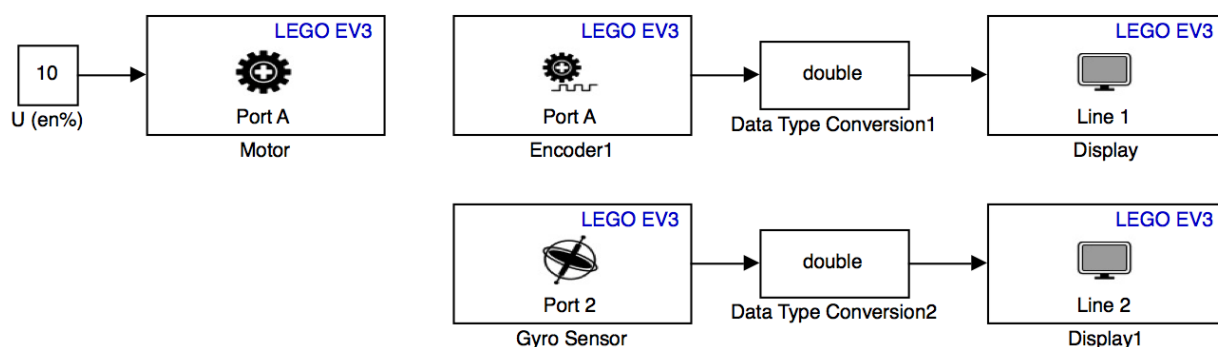 LEGO EV3
10
Port A
U (en%)
Motor
LEGO EV3
Port A
Encoder1
double
Data Type Conversion1
LEGO EV3
Line 1
Display
LEGO EV3
Port 2
Gyro Sensor
double
Data Type Conversion2
LEGO EV3
Line 2
Display1